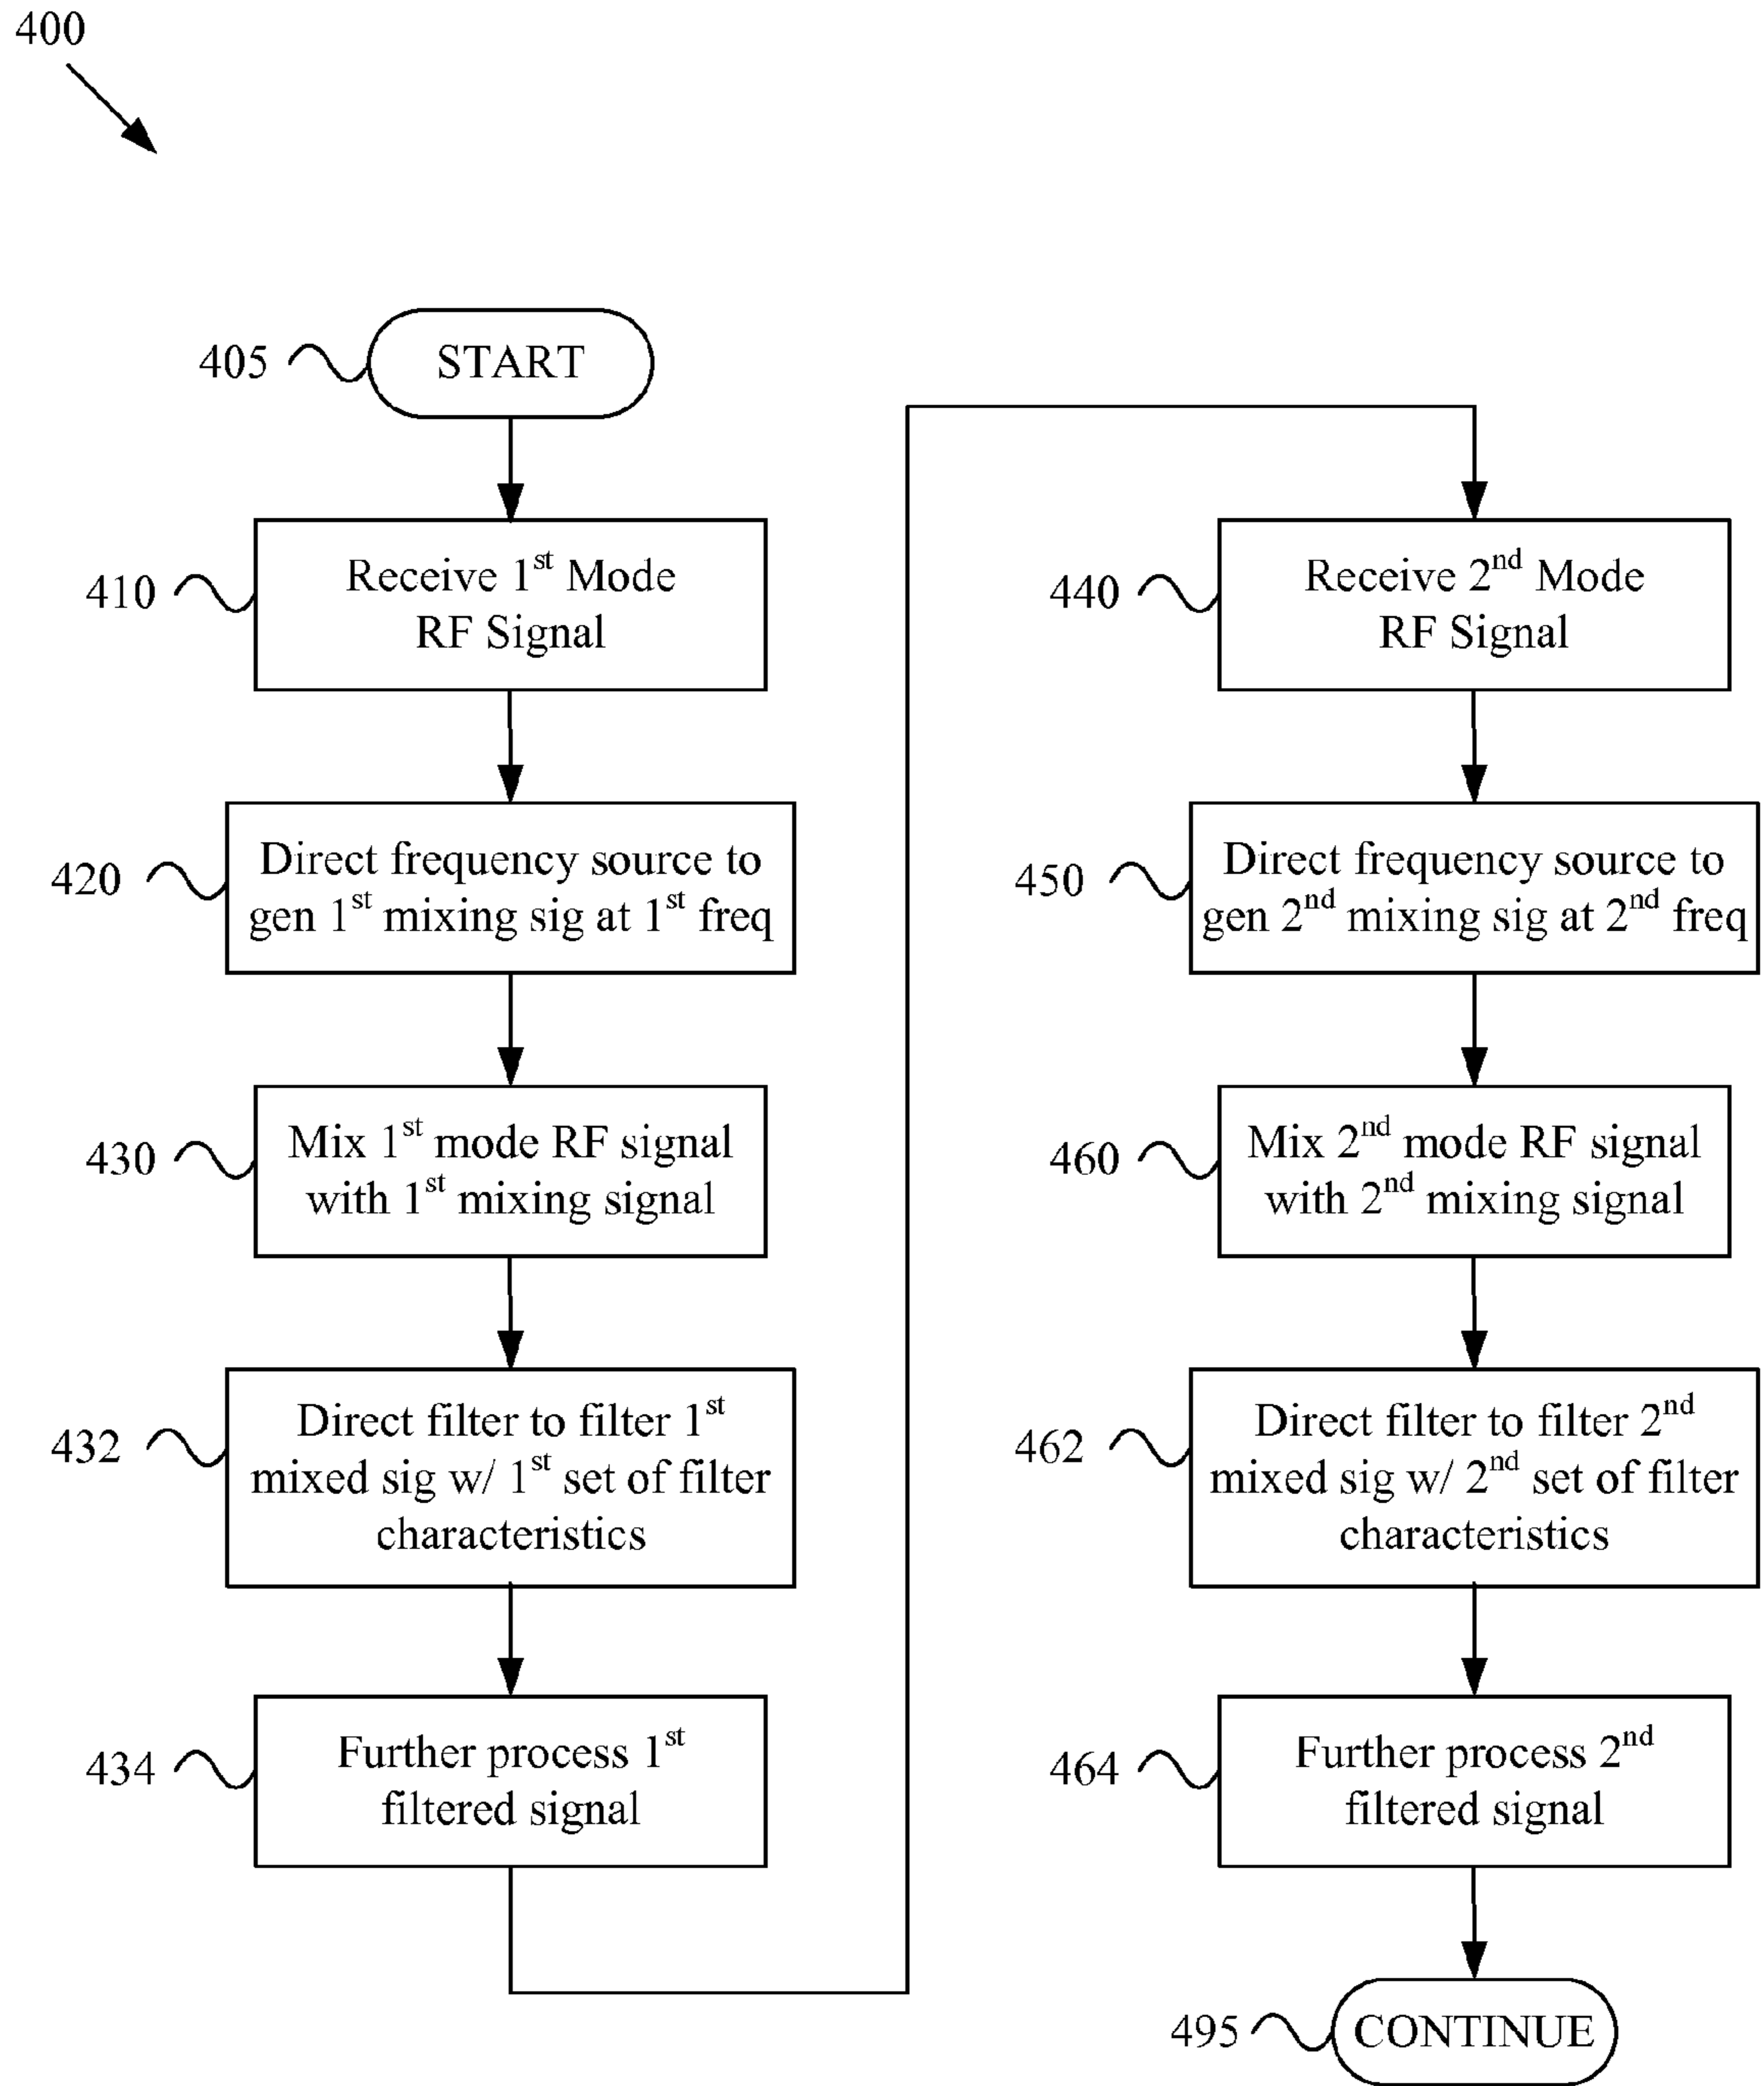 400
405
START
410
Receive 1st Mode
RF Signal
420
Direct frequency source to
gen 1st mixing sig at 1st freq
430
Mix 1st mode RF signal
with 1st mixing signal
432
Direct filter to filter 1st
mixed sig w/ 1st set of filter
characteristics
434
Further process 1st
filtered signal
440
Receive 2nd Mode
RF Signal
450
Direct frequency source to
gen 2nd mixing sig at 2nd freq
460
Mix 2nd mode RF signal
with 2nd mixing signal
462
Direct filter to filter 2nd
mixed sig w/ 2nd set of filter
characteristics
464
Further process 2nd
filtered signal
495
CONTINUE